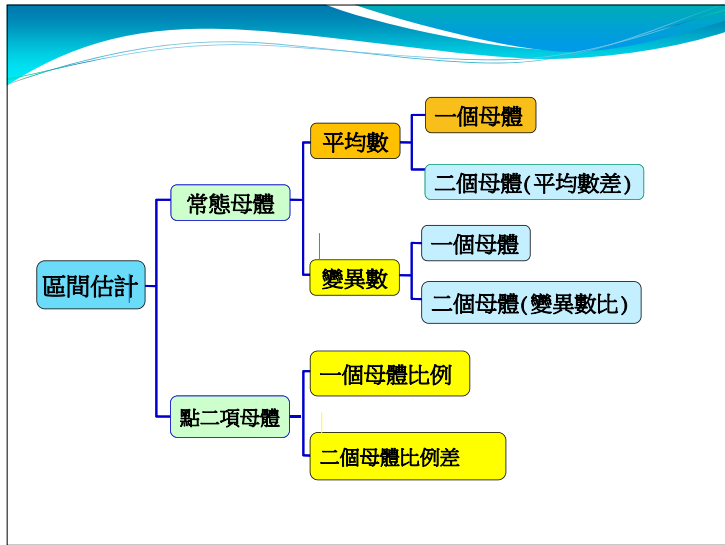 一個母體
平均數
二個母體(平均數差)
常態母體
一個母體
變異數
區間估計
二個母體(變異數比)
一個母體比例
點二項母體
二個母體比例差